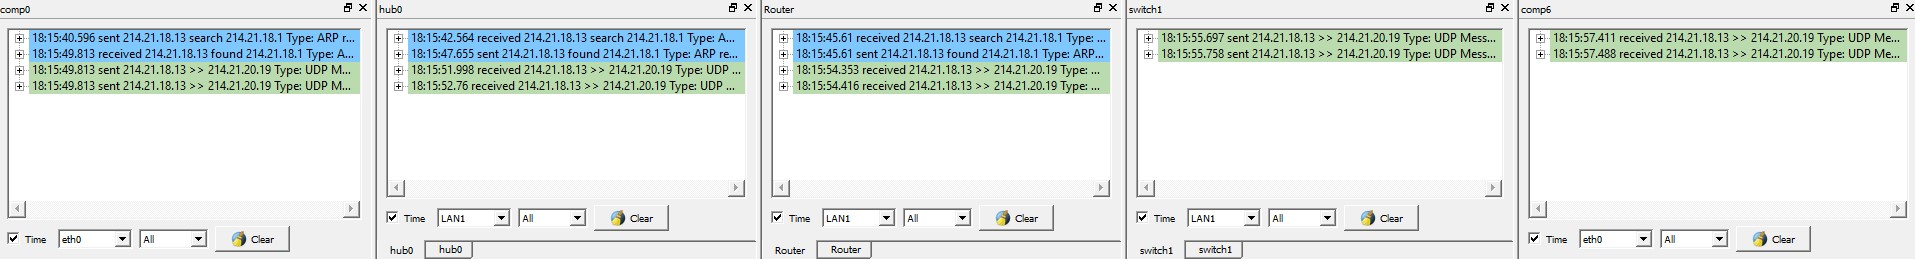 comp0
18:15:40.596 sent 214.21.18.13 search 214.21.18.1 Type: ARP r...
18:15:49.813 received 214.21.18.13 found 214.21.18.1 Type: A...
18:15:49.813 sent 214.21.18.13 >> 214.21.20.19 Type: UDP M...
18:15:49.813 sent 214.21.18.13 >> 214.21.20.19 Type: UDP M...
Time eth0 All Clear
hub0
18:15:42.564 received 214.21.18.13 search 214.21.18.1 Type: A...
18:15:47.655 sent 214.21.18.13 found 214.21.18.1 Type: ARP re...
18:15:51.998 received 214.21.18.13 >> 214.21.20.19 Type: UDP ...
18:15:52.76 received 214.21.18.13 >> 214.21.20.19 Type: UDP ...
Time LAN1 All Clear
hub0 hub0
Router
18:15:45.61 received 214.21.18.13 search 214.21.18.1 Type: ...
18:15:45.61 sent 214.21.18.13 found 214.21.18.1 Type: ARP...
18:15:54.353 received 214.21.18.13 >> 214.21.20.19 Type: ...
18:15:54.416 received 214.21.18.13 >> 214.21.20.19 Type: ...
Time LAN1 All Clear
Router Router
switch1
18:15:55.697 sent 214.21.18.13 >> 214.21.20.19 Type: UDP Mess...
18:15:55.758 sent 214.21.18.13 >> 214.21.20.19 Type: UDP Mess...
Time LAN1 All Clear
switch1 switch1
comp6
18:15:57.411 received 214.21.18.13 >> 214.21.20.19 Type: UDP Me...
18:15:57.488 received 214.21.18.13 >> 214.21.20.19 Type: UDP Me...
Time eth0 All Clear